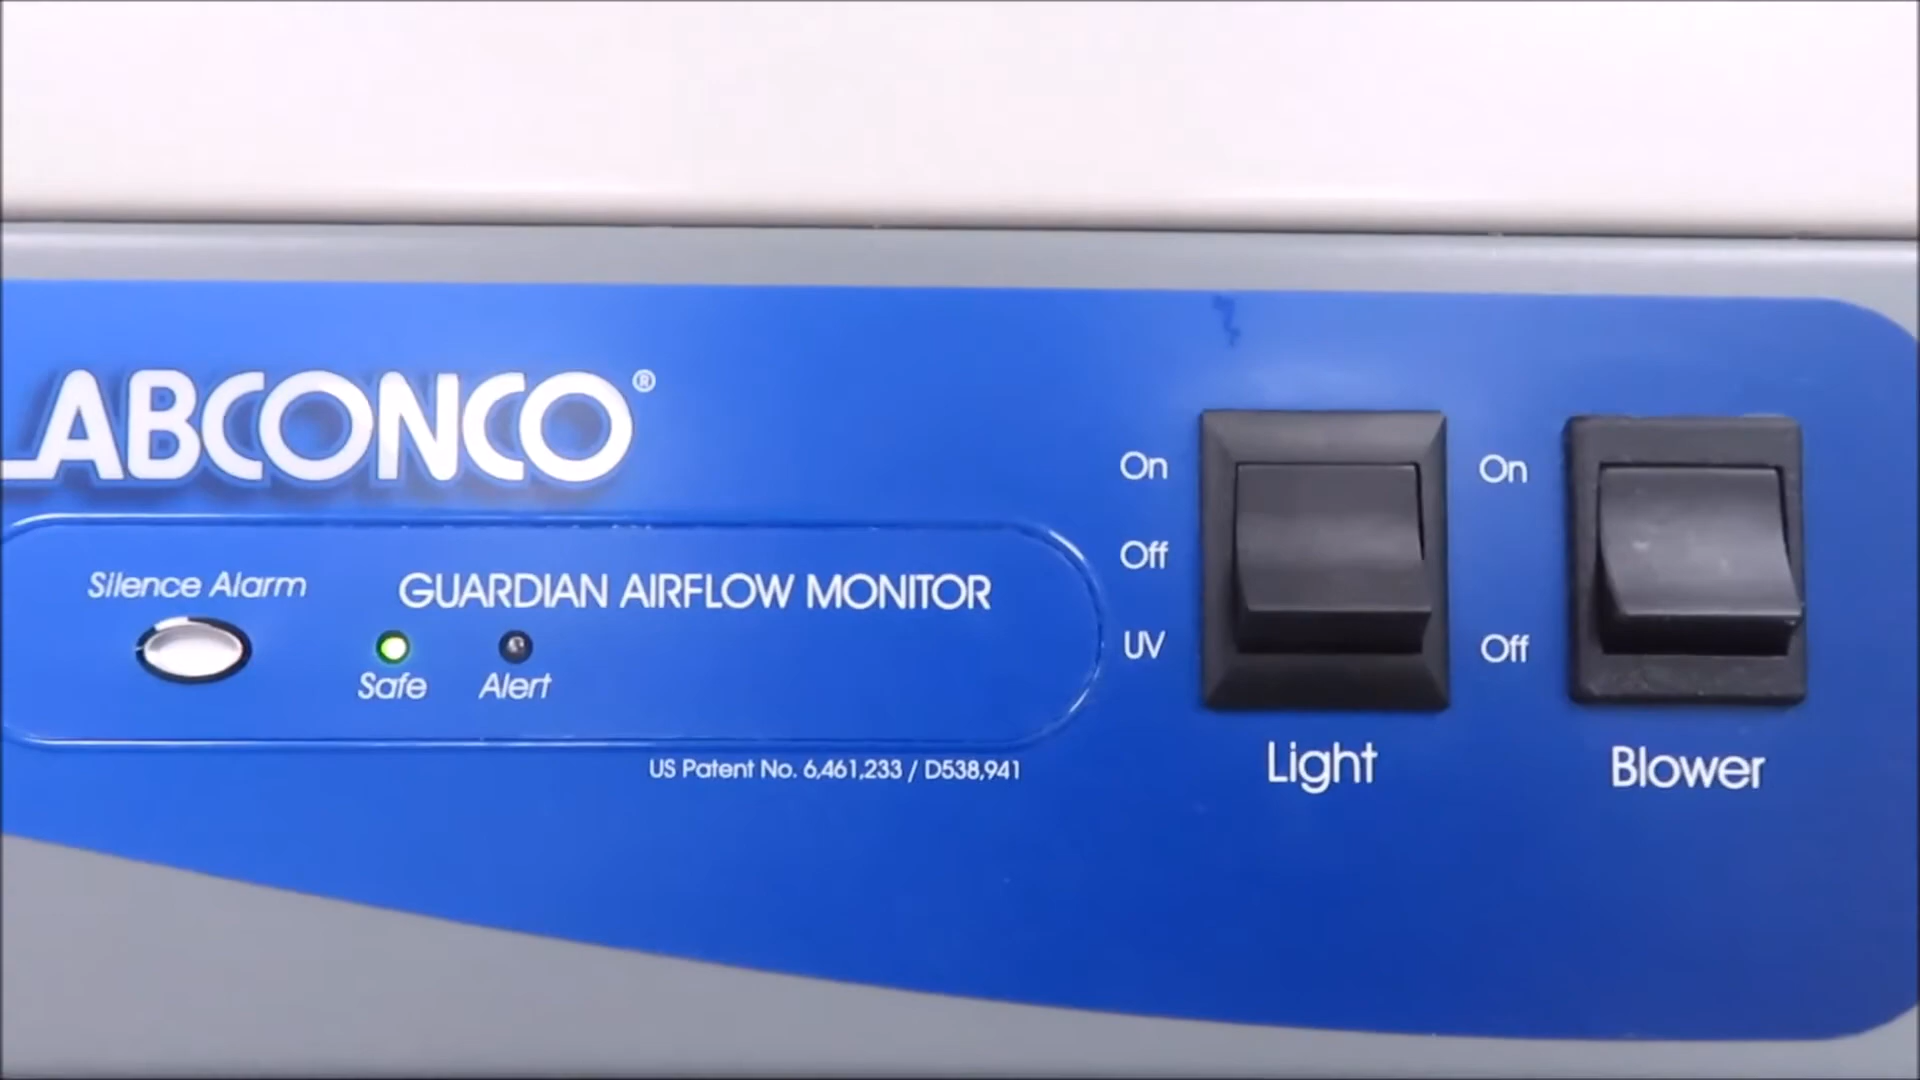 LABCONCO®
Silence Alarm
GUARDIAN AIRFLOW MONITOR
Safe
Alert
US Patent No. 6,461,233 / D538,941
On
Off
UV
Light
On
Off
Blower